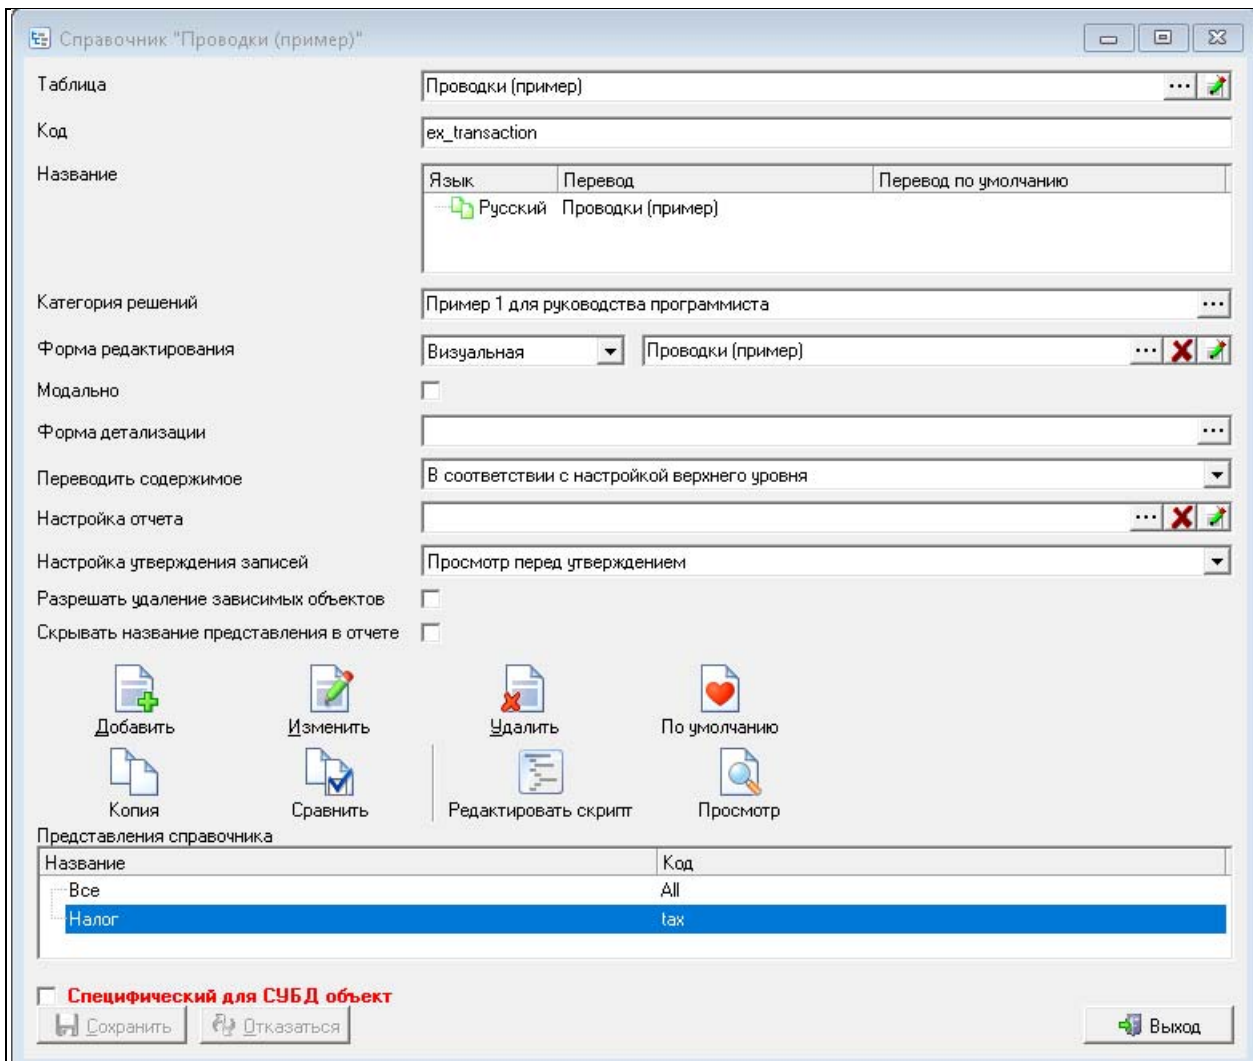 Справочник "Проводки (пример)"
Таблица Проводки (пример) ...
Код ex_transaction
Название Язык Перевод Перевод по умолчанию
Русский Проводки (пример)
Категория решений Пример 1 для руководства программиста ...
Форма редактирования Визуальная Проводки (пример) ...
Модально
Форма детализации ...
Переводить содержимое В соответствии с настройкой верхнего уровня
Настройка отчета ...
Настройка утверждения записей Просмотр перед утверждением
Разрешать удаление зависимых объектов
Скрывать название представления в отчете
Добавить Изменить Удалить По умолчанию
Копия Сравнить Редактировать скрипт Просмотр
Представления справочника
Название Код
Все All
Налог tax
Специфический для СУБД объект
Сохранить Отказаться Выход